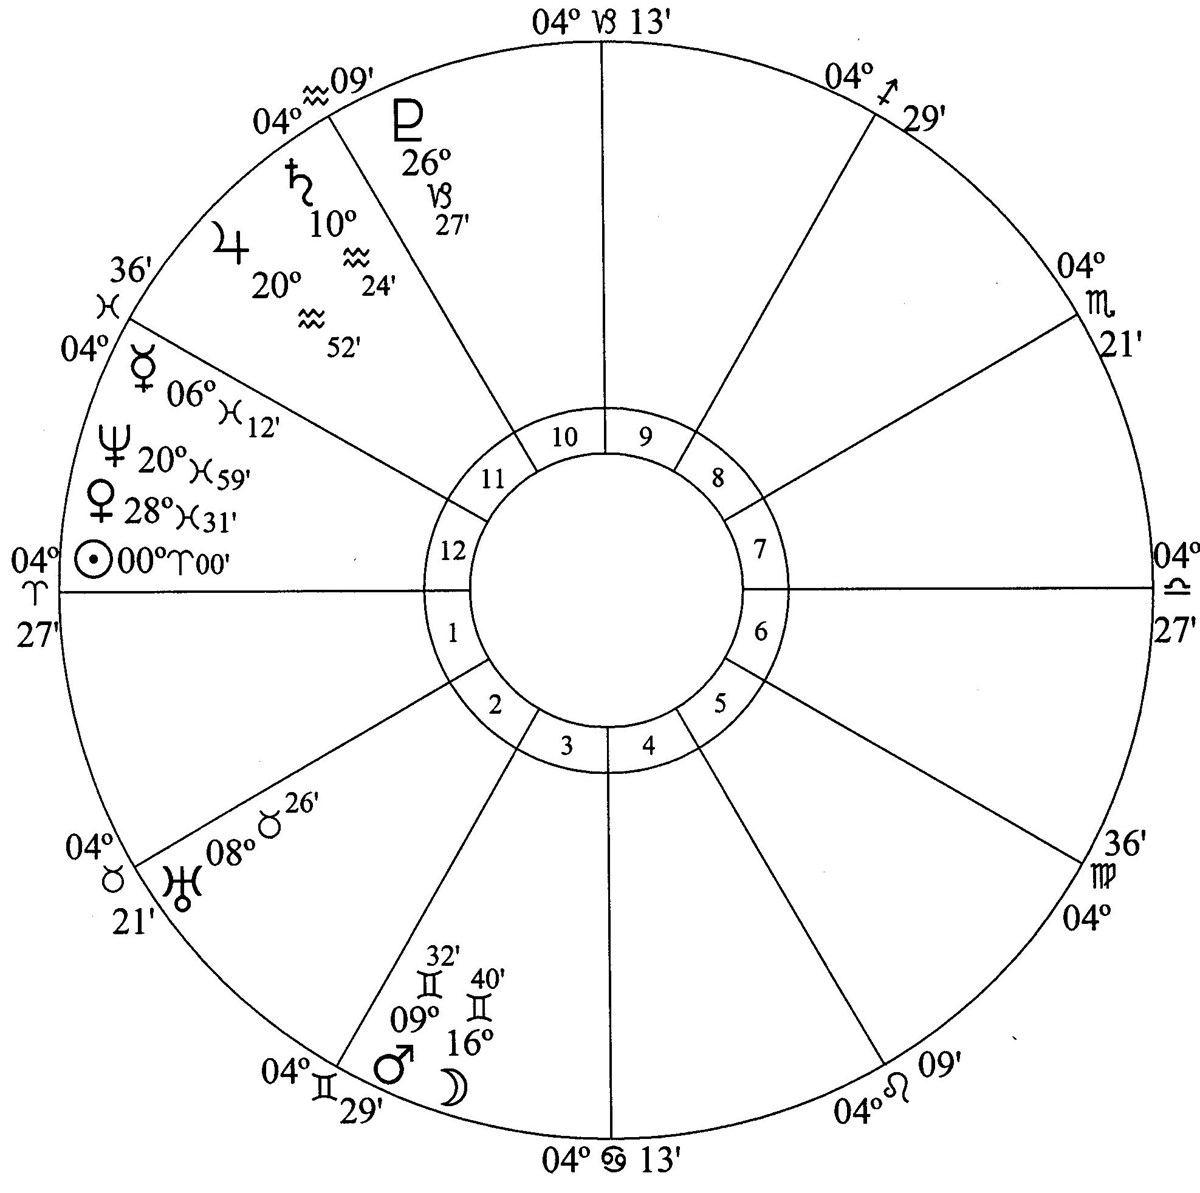 04° ♑ 13'
04° ♐ 29'
04° ♏ 21'
04° ♎ 27'
36' ♍ 04°
09' ♌ 04°
04° ♋ 13'
04° ♊ 29'
04° ♉ 21'
04° ♈ 27'
36' ♓ 04°
04° ♒ 09'
♇ 26° ♑ 27'
♄ 10° ♒ 24'
♃ 20° ♒ 52'
☿ 06° ♓ 12'
♆ 20° ♓ 59'
♀ 28° ♓ 31'
☉ 00° ♈ 00'
♅ 08° ♉ 26'
♂ 09° ♊ 32'
☽ 16° ♊ 40'
1
2
3
4
5
6
7
8
9
10
11
12